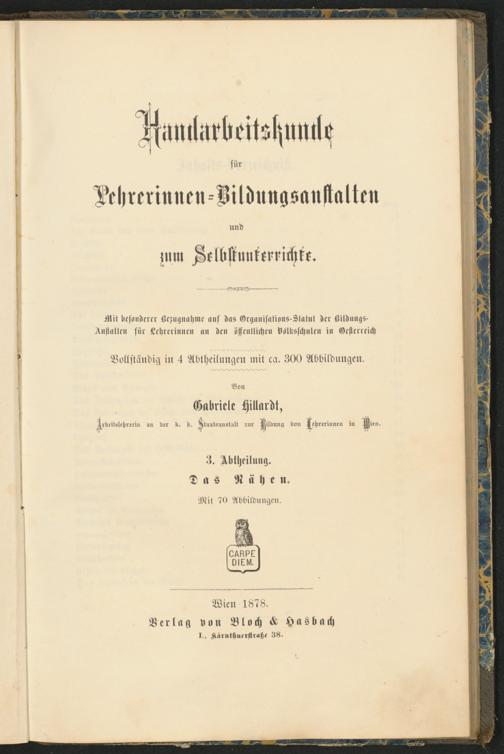 Handarbeitskunde
für
Lehrerinnen-Bildungsanstalten
und
zum Selbstunterrichte.
Mit besonderer Bezugnahme auf das Organisations-Statut der Bildungs-
Anstalten für Lehrerinnen an den öffentlichen Volksschulen in Oesterreich
Vollständig in 4 Abtheilungen mit ca. 300 Abbildungen.
Von
Gabriele Hillardt,
Arbeitslehrerin an der k. k. Staatsanstalt zur Bildung von Lehrerinnen in Wien.
3. Abtheilung.
Das Nähen.
Mit 70 Abbildungen.
CARPE
DIEM.
Wien 1878.
Verlag von Bloch & Hasbach
I., Kärnthnerstraße 38.